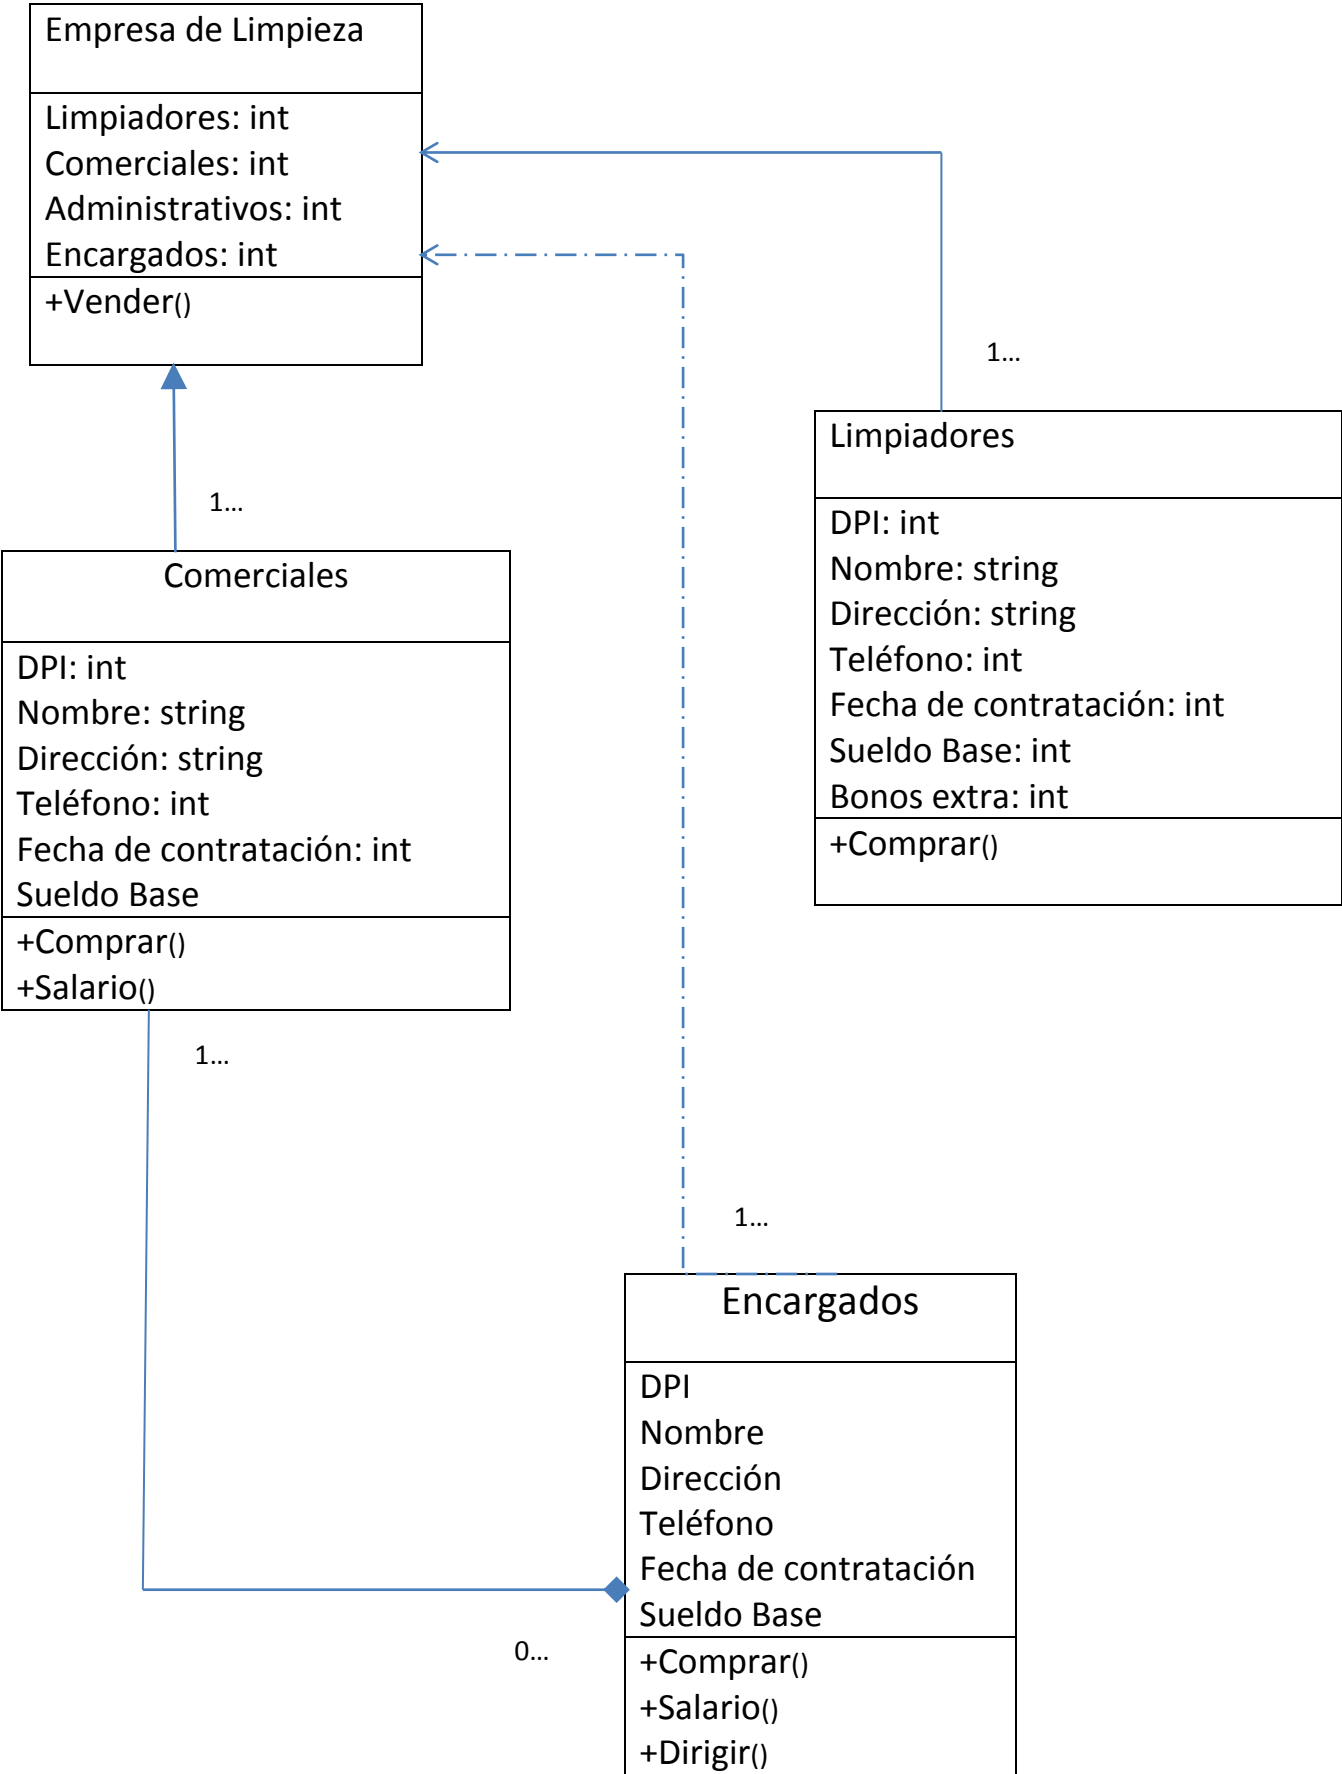 Empresa de Limpieza
Limpiadores: int
Comerciales: int
Administrativos: int
Encargados: int
+Vender()
1...
Limpiadores
DPI: int
Nombre: string
Dirección: string
Teléfono: int
Fecha de contratación: int
Sueldo Base: int
Bonos extra: int
+Comprar()
1...
Comerciales
DPI: int
Nombre: string
Dirección: string
Teléfono: int
Fecha de contratación: int
Sueldo Base
+Comprar()
+Salario()
1...
1...
Encargados
DPI
Nombre
Dirección
Teléfono
Fecha de contratación
Sueldo Base
0...
+Comprar()
+Salario()
+Dirigir()